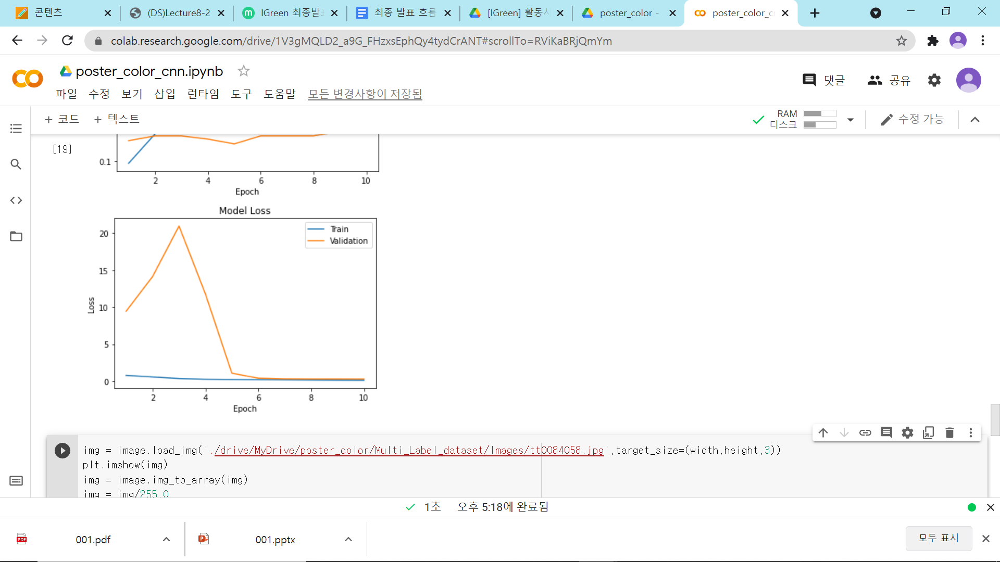 콘텐츠
(DS)Lecture8-2
IGreen 최종발표
최종 발표 흐름
[IGreen] 활동사
poster_color -
poster_color_c
colab.research.google.com/drive/1V3gMQLD2_a9G_FHzxsEphQy4tydCrANT#scrollTo=RViKaBRjQmYm
poster_color_cnn.ipynb
댓글
공유
파일 수정 보기 삽입 런타임 도구 도움말 모든 변경사항이 저장됨
+ 코드 + 텍스트
RAM
디스크
수정 가능
[19]
0.1
2 4 6 8 10
Epoch
Model Loss
Train
Validation
20
15
10
5
0
Loss
2 4 6 8 10
Epoch
img = image.load_img('./drive/MyDrive/poster_color/Multi_Label_dataset/Images/tt0084058.jpg',target_size=(width,height,3))
plt.imshow(img)
img = image.img_to_array(img)
img = img/255.0
1초 오후 5:18에 완료됨
PDF
001.pdf
P
001.pptx
모두 표시